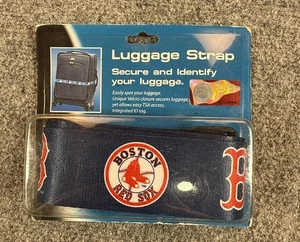 Luggage Strap
Secure and Identify
your luggage.
Easily spot your luggage.
Unique Velcro closure secures luggage,
yet allows easy TSA access.
Integrated ID tag.
BOSTON
RED SOX
B